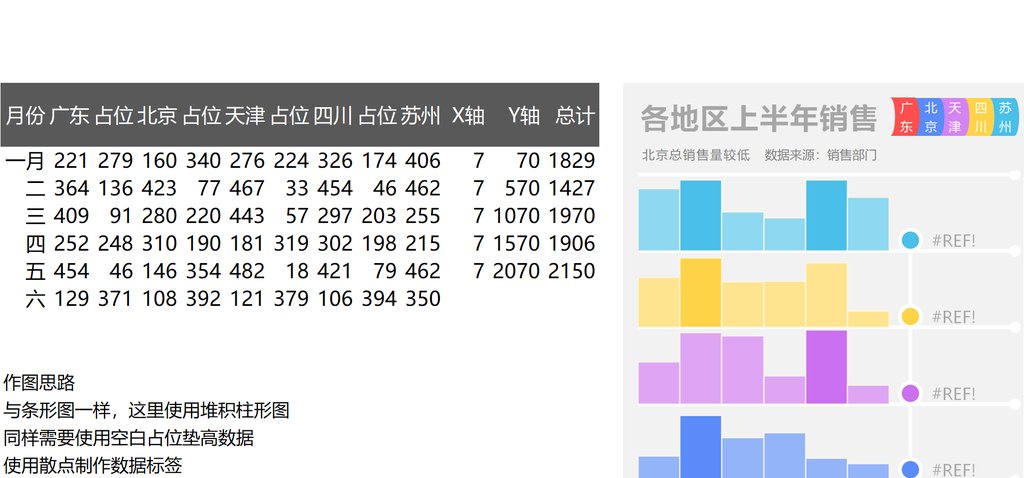 月份 广东 占位 北京 占位 天津 占位 四川 占位 苏州 X轴 Y轴 总计
一月 221 279 160 340 276 224 326 174 406 7 70 1829
二 364 136 423 77 467 33 454 46 462 7 570 1427
三 409 91 280 220 443 57 297 203 255 7 1070 1970
四 252 248 310 190 181 319 302 198 215 7 1570 1906
五 454 46 146 354 482 18 421 79 462 7 2070 2150
六 129 371 108 392 121 379 106 394 350
作图思路
与条形图一样，这里使用堆积柱形图
同样需要使用空白占位垫高数据
使用散点制作数据标签
各地区上半年销售
广东 北京 天津 四川 苏州
北京总销售量较低 数据来源：销售部门
#REF!
#REF!
#REF!
#REF!